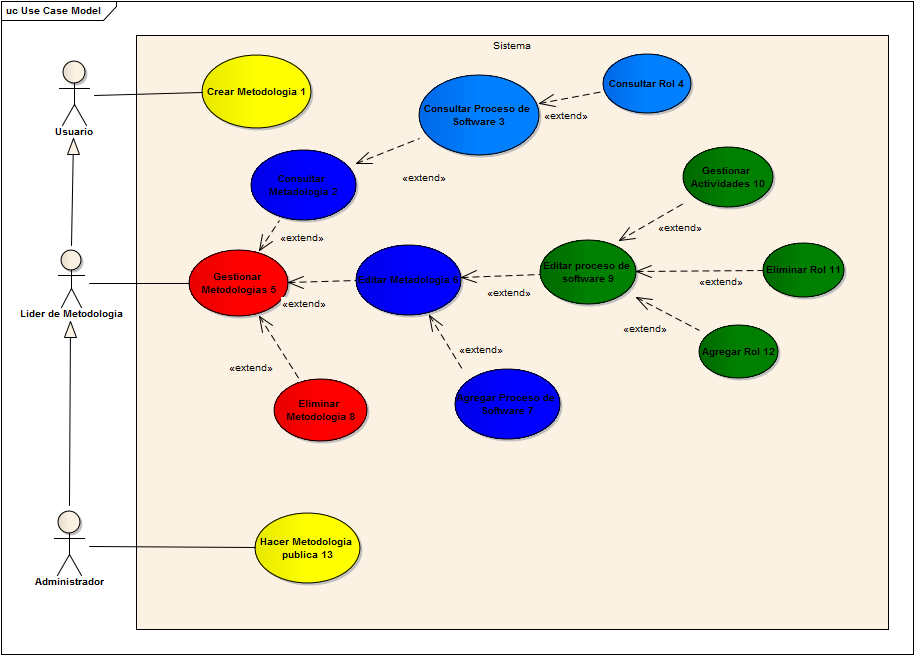 uc Use Case Model
Sistema
Usuario
Crear Metodologia 1
Consultar Proceso de
Software 3
Consultar Rol 4
«extend»
«extend»
Consultar
Metadologia 2
Gestionar
Actividades 10
«extend»
«extend»
Lider de Metodologia
Gestionar
Metodologias 5
«extend»
Editar Metadologia 6
«extend»
Editar proceso de
software 9
«extend»
Eliminar Rol 11
«extend»
Agregar Rol 12
«extend»
«extend»
Eliminar
Metodologia 8
Agregar Proceso de
Software 7
Administrador
Hacer Metodologia
publica 13